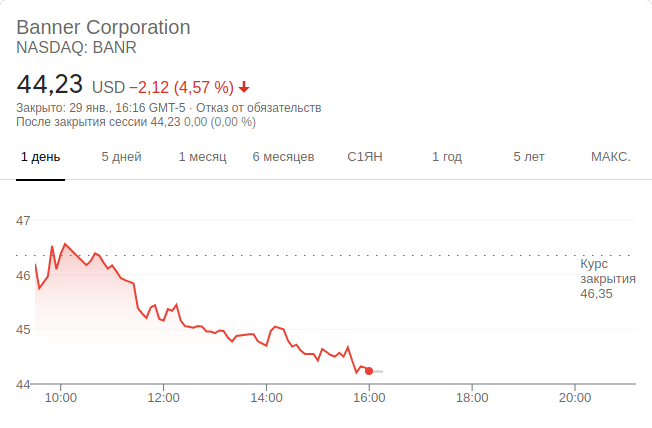 Banner Corporation
NASDAQ: BANR
44,23 USD −2,12 (4,57 %)
Закрыто: 29 янв., 16:16 GMT-5 · Отказ от обязательств
После закрытия сессии 44,23 0,00 (0,00 %)
1 день 5 дней 1 месяц 6 месяцев С1ЯН 1 год 5 лет МАКС.
47
Курс
закрытия
46,35
46
45
44
10:00 12:00 14:00 16:00 18:00 20:00